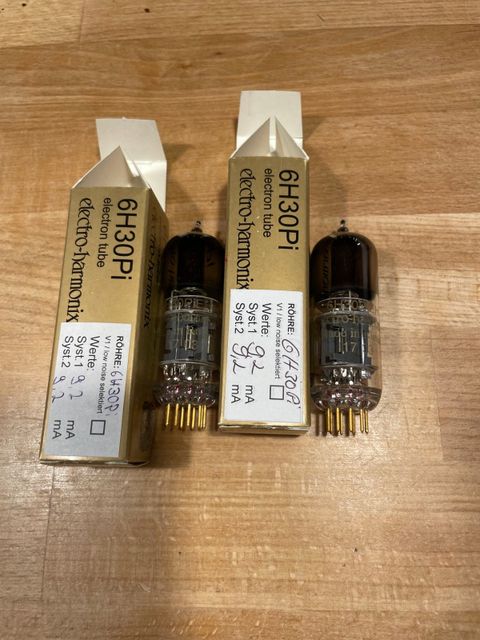 6H30Pi
electron tube
electro-harmonix
RÖHRE: 6H30Pi
V1 / low noise selektiert
Werte:
Syst.1 9,2 mA
Syst.2 9,2 mA
6H30Pi
electron tube
electro-harmonix
RÖHRE: 6H30Pi
V1 / low noise selektiert
Werte:
Syst.1 9,2 mA
Syst.2 9,2 mA